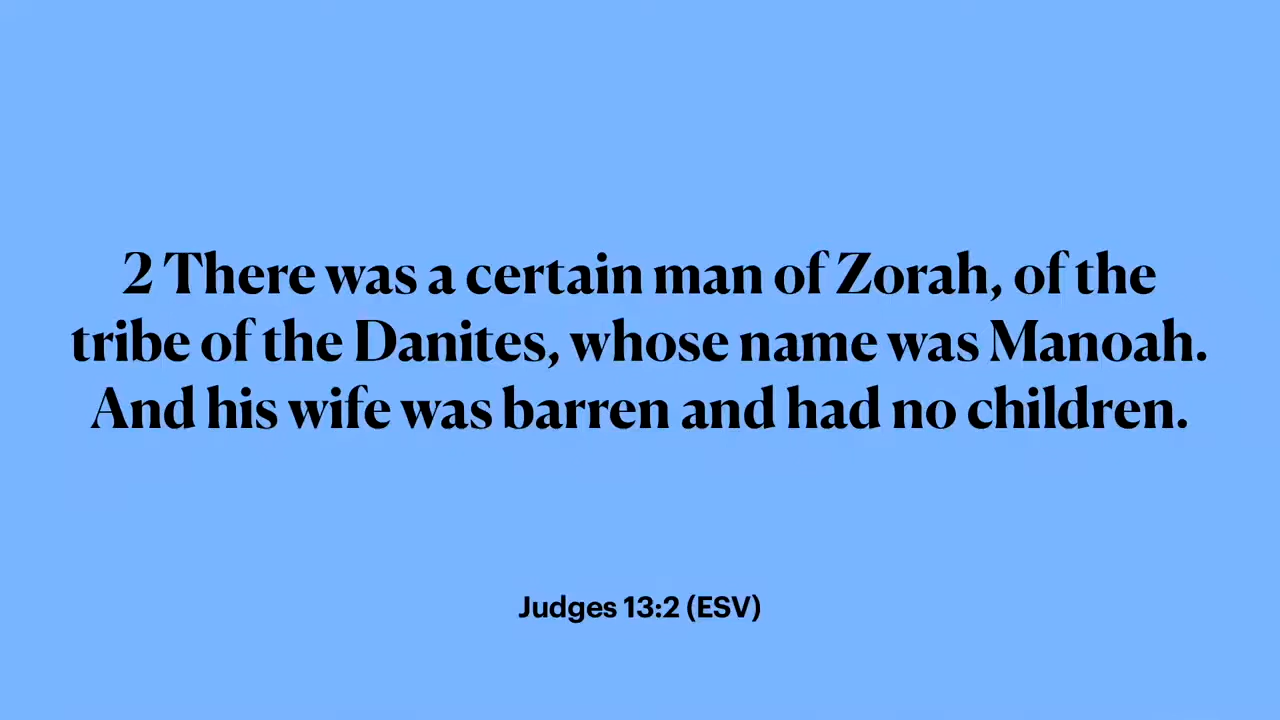 2 There was a certain man of Zorah, of the
tribe of the Danites, whose name was Manoah.
And his wife was barren and had no children.
Judges 13:2 (ESV)